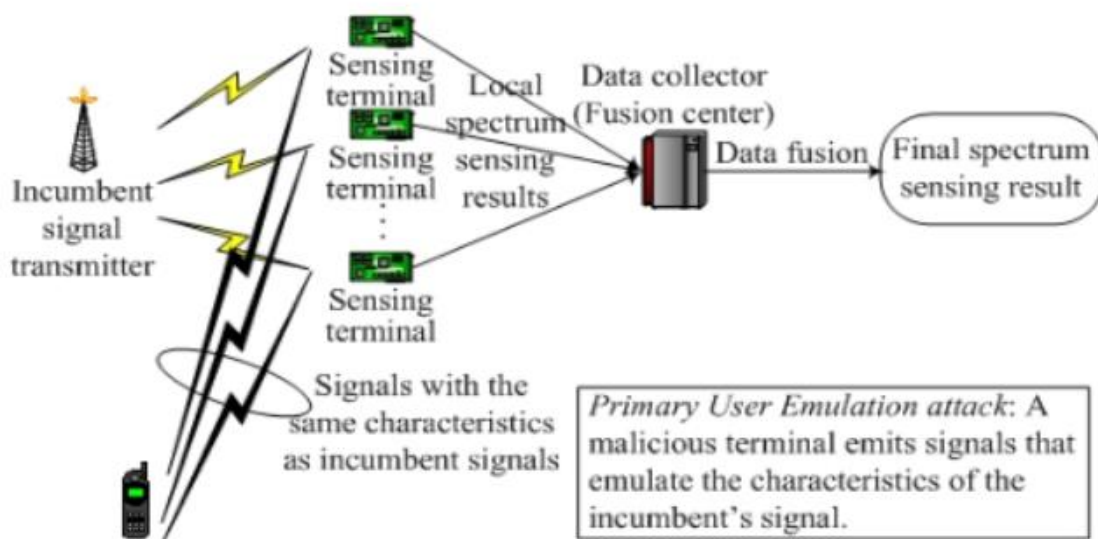 Incumbent
signal
transmitter
Sensing
terminal
Sensing
terminal
Sensing
terminal
Local
spectrum
sensing
results
Data collector
(Fusion center)
Data fusion
Final spectrum
sensing result
Signals with the
same characteristics
as incumbent signals
Primary User Emulation attack: A
malicious terminal emits signals that
emulate the characteristics of the
incumbent's signal.